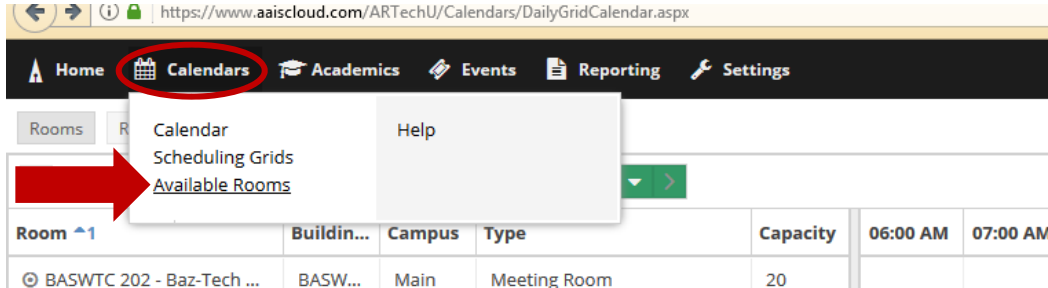 https://www.aaiscloud.com/ARTechU/Calendars/DailyGridCalendar.aspx
Home Calendars Academics Events Reporting Settings
Rooms R
Calendar Help
Scheduling Grids
Available Rooms
Room 1 Buildin... Campus Type Capacity 06:00 AM 07:00 AM
BASWTC 202 - Baz-Tech ... BASW... Main Meeting Room 20